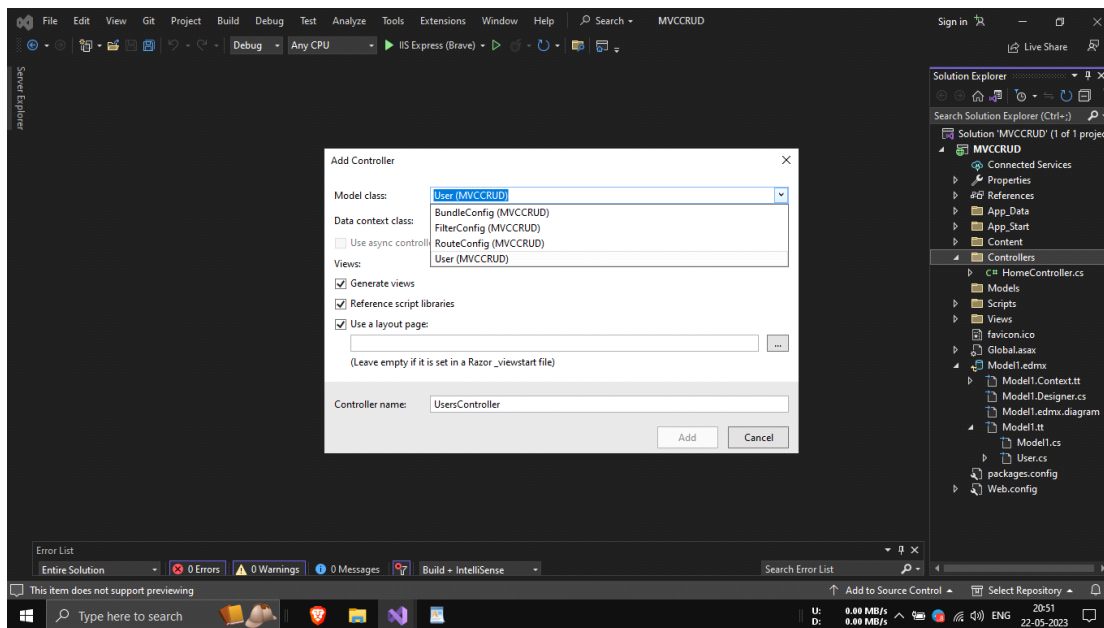 File Edit View Git Project Build Debug Test Analyze Tools Extensions Window Help Search MVCCRUD Sign in
Debug Any CPU IIS Express (Brave) Live Share
Server Explorer
Solution Explorer
Search Solution Explorer (Ctrl+;)
Solution 'MVCCRUD' (1 of 1 projec
MVCCRUD
Connected Services
Properties
References
App_Data
App_Start
Content
Controllers
C# HomeController.cs
Models
Scripts
Views
favicon.ico
Global.asax
Model1.edmx
Model1.Context.tt
Model1.Designer.cs
Model1.edmx.diagram
Model1.tt
Model1.cs
User.cs
packages.config
Web.config
Add Controller
Model class: User (MVCCRUD)
BundleConfig (MVCCRUD)
Data context class:
FilterConfig (MVCCRUD)
Use async controll
RouteConfig (MVCCRUD)
User (MVCCRUD)
Views:
Generate views
Reference script libraries
Use a layout page:
...
(Leave empty if it is set in a Razor _viewstart file)
Controller name: UsersController
Add Cancel
Error List
Entire Solution 0 Errors 0 Warnings 0 Messages Build + IntelliSense Search Error List
This item does not support previewing Add to Source Control Select Repository
Type here to search U: 0.00 MB/s ENG 20:51
D: 0.00 MB/s 22-05-2023